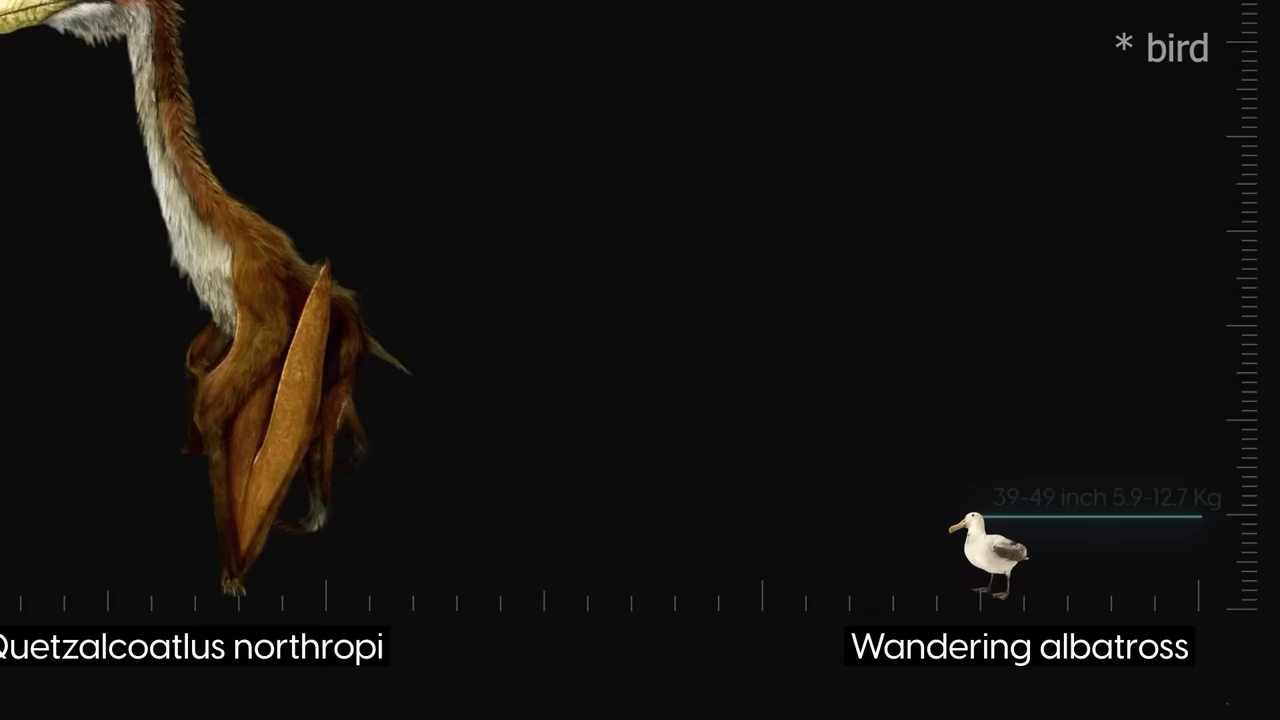 * bird
39-49 inch 5.9-12.7 Kg
Quetzalcoatlus northropi
Wandering albatross